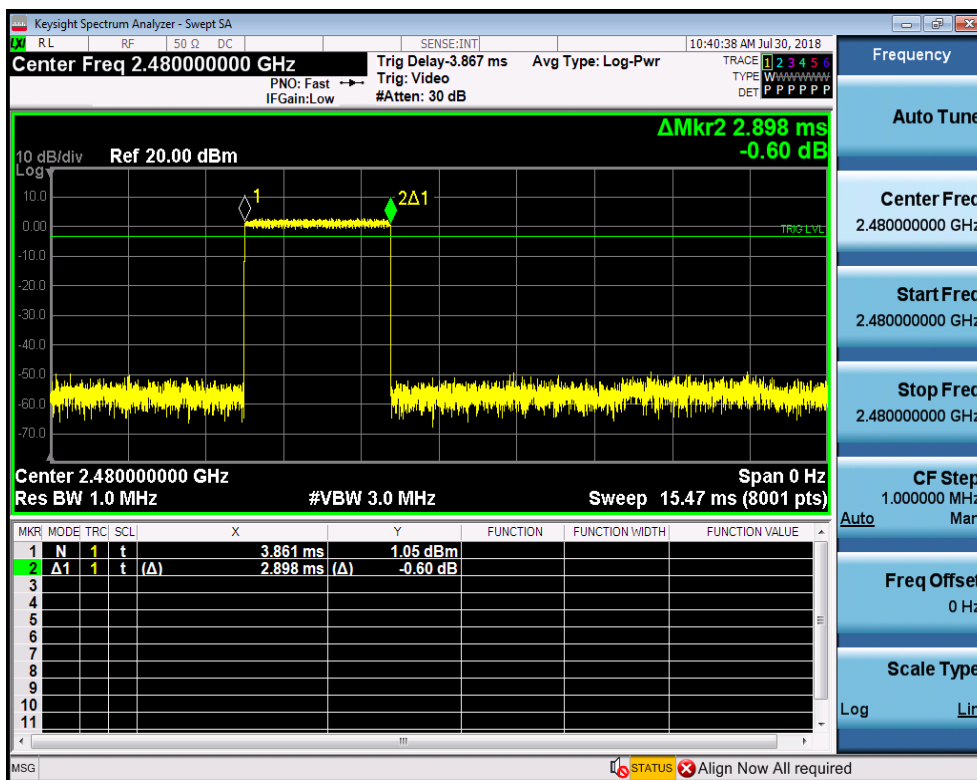 Keysight Spectrum Analyzer - Swept SA
LXI RL RF 50 Ω DC SENSE:INT 10:40:38 AM Jul 30, 2018
Center Freq 2.480000000 GHz
PNO: Fast
IFGain:Low
Trig Delay-3.867 ms
Trig: Video
#Atten: 30 dB
Avg Type: Log-Pwr
TRACE 1 2 3 4 5 6
TYPE WWWWWW
DET P P P P P P
ΔMkr2 2.898 ms
-0.60 dB
10 dB/div Ref 20.00 dBm
Log
10.0
0.00
-10.0
-20.0
-30.0
-40.0
-50.0
-60.0
-70.0
1
2Δ1
TRIG LVL
Center 2.480000000 GHz Span 0 Hz
Res BW 1.0 MHz #VBW 3.0 MHz Sweep 15.47 ms (8001 pts)
MKR MODE TRC SCL X Y FUNCTION FUNCTION WIDTH FUNCTION VALUE
1 N 1 t 3.861 ms 1.05 dBm
2 Δ1 1 t (Δ) 2.898 ms (Δ) -0.60 dB
3
4
5
6
7
8
9
10
11
MSG STATUS Align Now All required
Frequency
Auto Tune
Center Freq
2.480000000 GHz
Start Freq
2.480000000 GHz
Stop Freq
2.480000000 GHz
CF Step
1.000000 MHz
Auto Man
Freq Offset
0 Hz
Scale Type
Log Lin